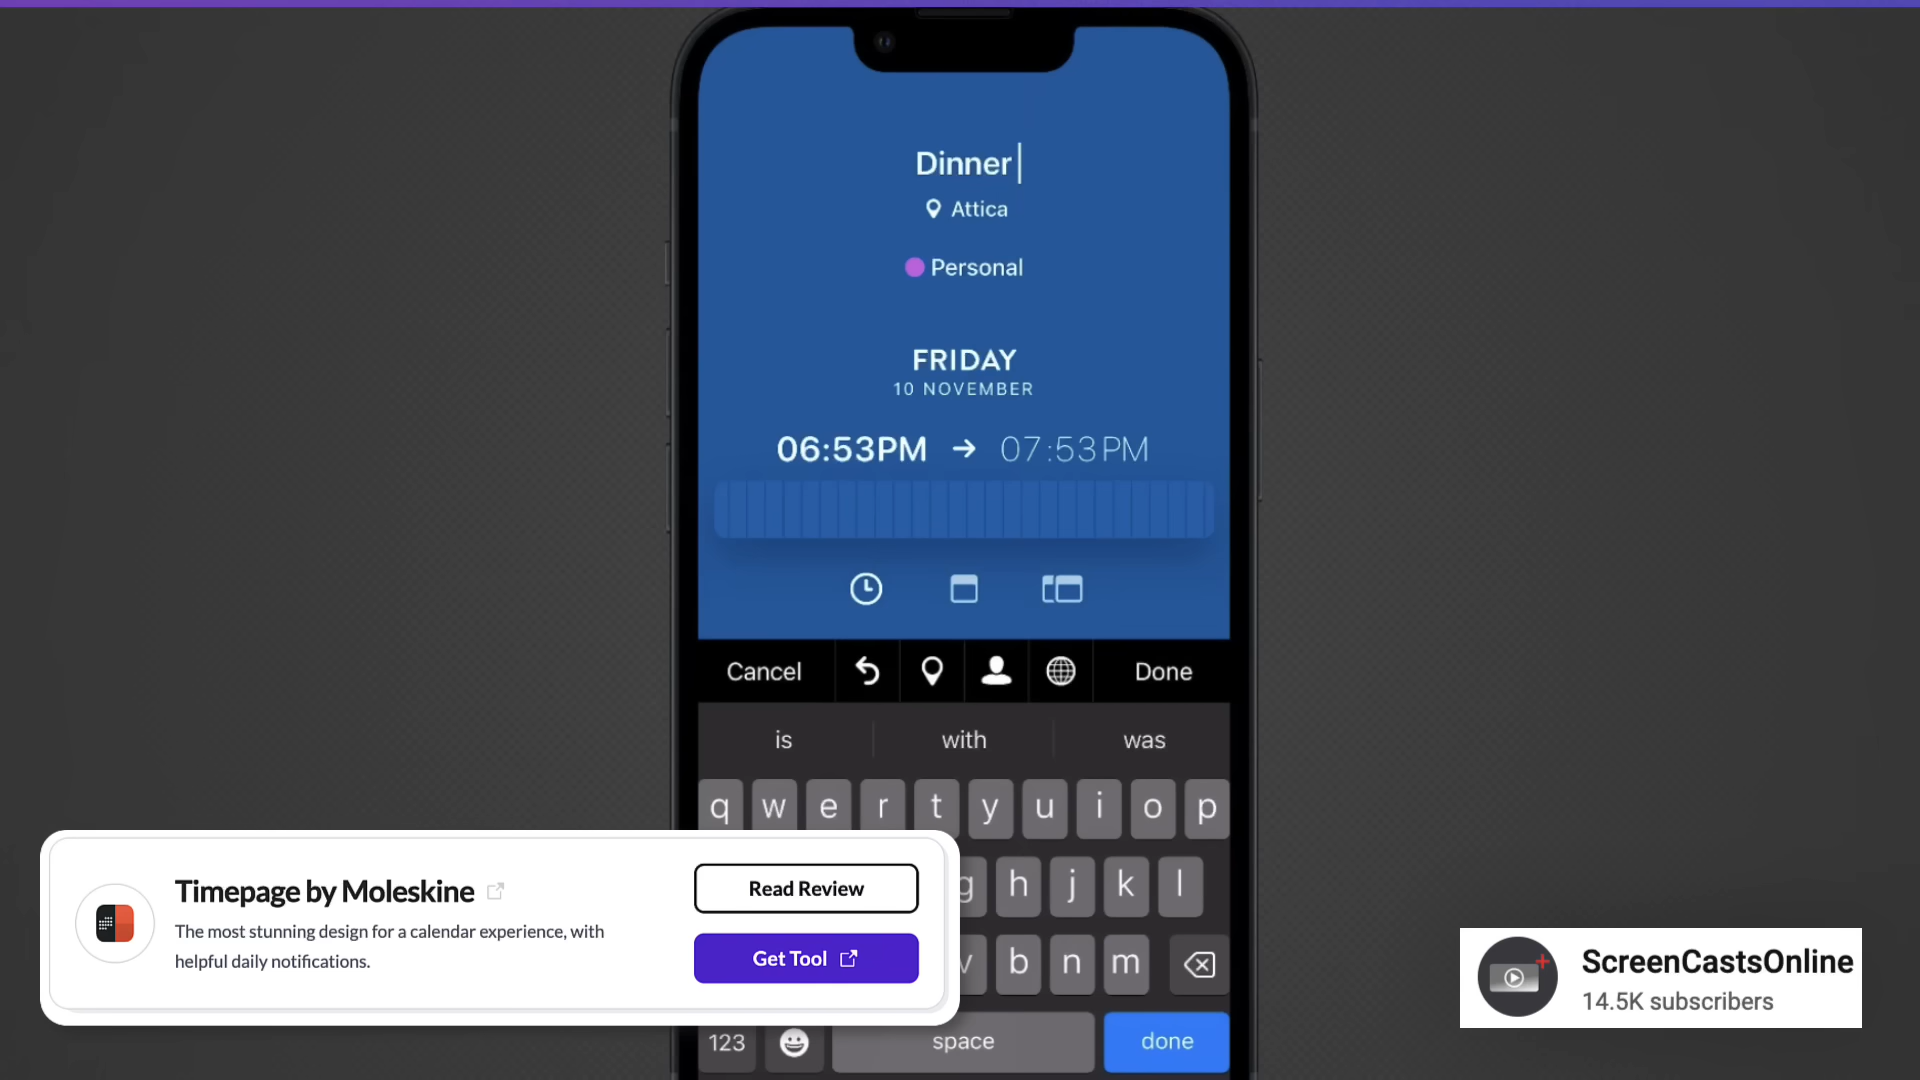 Dinner
Attica
Personal
FRIDAY
10 NOVEMBER
06:53PM → 07:53PM
Cancel Done
is with was
q w e r t y u i o p
g h j k l
v b n m
123 space done
Timepage by Moleskine
The most stunning design for a calendar experience, with
helpful daily notifications.
Read Review
Get Tool
ScreenCastsOnline
14.5K subscribers